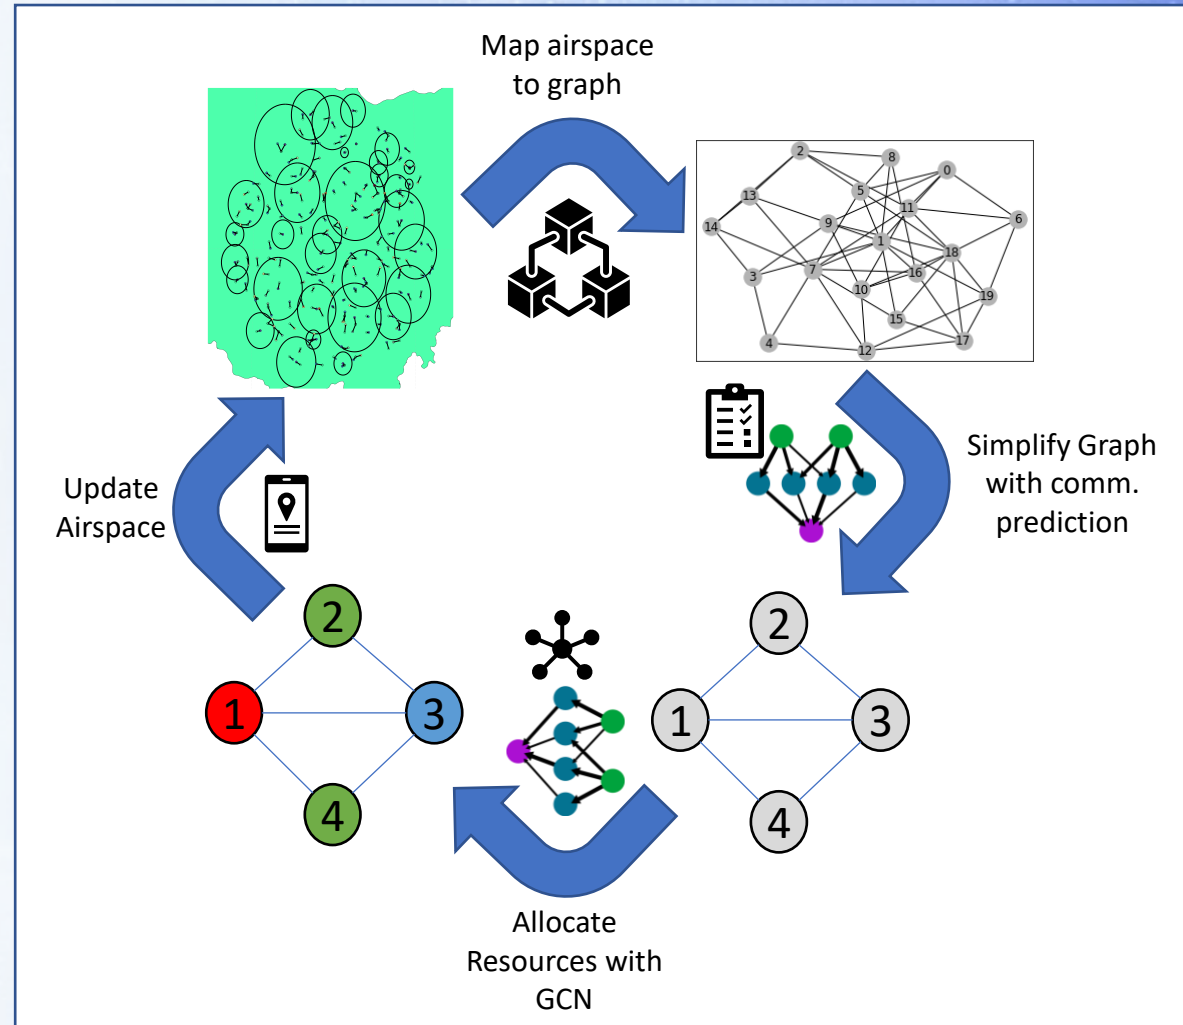 Map airspace
to graph
2
8
0
13
5
11
14
9
6
1
18
3
7
16
10
19
15
4
12
17
Simplify Graph
with comm.
prediction
Update
Airspace
2
1
3
4
2
1
3
4
Allocate
Resources with
GCN